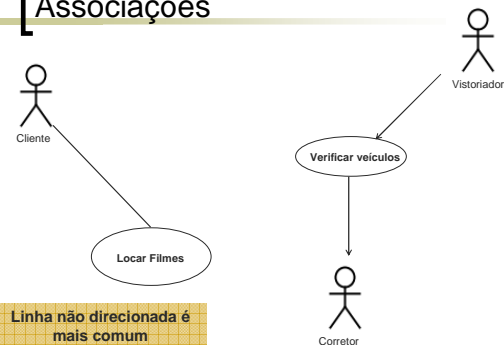 Associações
Vistoriador
Cliente
Verificar veículos
Locar Filmes
Linha não direcionada é
mais comum
Corretor